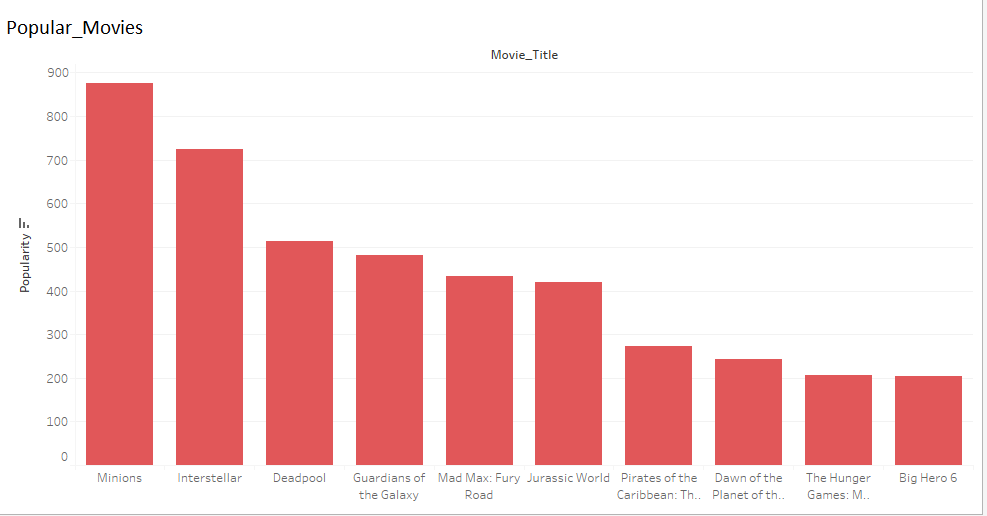 Popular_Movies
Movie_Title
900
800
700
600
500
400
300
200
100
0
Popularity
Minions
Interstellar
Deadpool
Guardians of
the Galaxy
Mad Max: Fury
Road
Jurassic World
Pirates of the
Caribbean: Th..
Dawn of the
Planet of th..
The Hunger
Games: M..
Big Hero 6